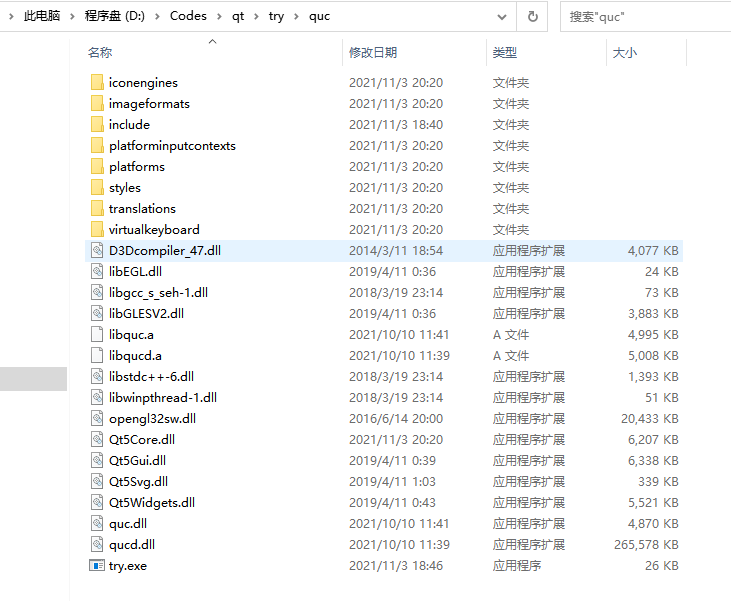 此电脑 › 程序盘 (D:) › Codes › qt › try › quc 搜索"quc"
名称 修改日期 类型 大小
iconengines 2021/11/3 20:20 文件夹
imageformats 2021/11/3 20:20 文件夹
include 2021/11/3 18:40 文件夹
platforminputcontexts 2021/11/3 20:20 文件夹
platforms 2021/11/3 20:20 文件夹
styles 2021/11/3 20:20 文件夹
translations 2021/11/3 20:20 文件夹
virtualkeyboard 2021/11/3 20:20 文件夹
D3Dcompiler_47.dll 2014/3/11 18:54 应用程序扩展 4,077 KB
libEGL.dll 2019/4/11 0:36 应用程序扩展 24 KB
libgcc_s_seh-1.dll 2018/3/19 23:14 应用程序扩展 73 KB
libGLESV2.dll 2019/4/11 0:36 应用程序扩展 3,883 KB
libquc.a 2021/10/10 11:41 A 文件 4,995 KB
libqucd.a 2021/10/10 11:39 A 文件 5,008 KB
libstdc++-6.dll 2018/3/19 23:14 应用程序扩展 1,393 KB
libwinpthread-1.dll 2018/3/19 23:14 应用程序扩展 51 KB
opengl32sw.dll 2016/6/14 20:00 应用程序扩展 20,433 KB
Qt5Core.dll 2021/11/3 20:20 应用程序扩展 6,207 KB
Qt5Gui.dll 2019/4/11 0:39 应用程序扩展 6,338 KB
Qt5Svg.dll 2019/4/11 1:03 应用程序扩展 339 KB
Qt5Widgets.dll 2019/4/11 0:43 应用程序扩展 5,521 KB
quc.dll 2021/10/10 11:41 应用程序扩展 4,870 KB
qucd.dll 2021/10/10 11:39 应用程序扩展 265,578 KB
try.exe 2021/11/3 18:46 应用程序 26 KB